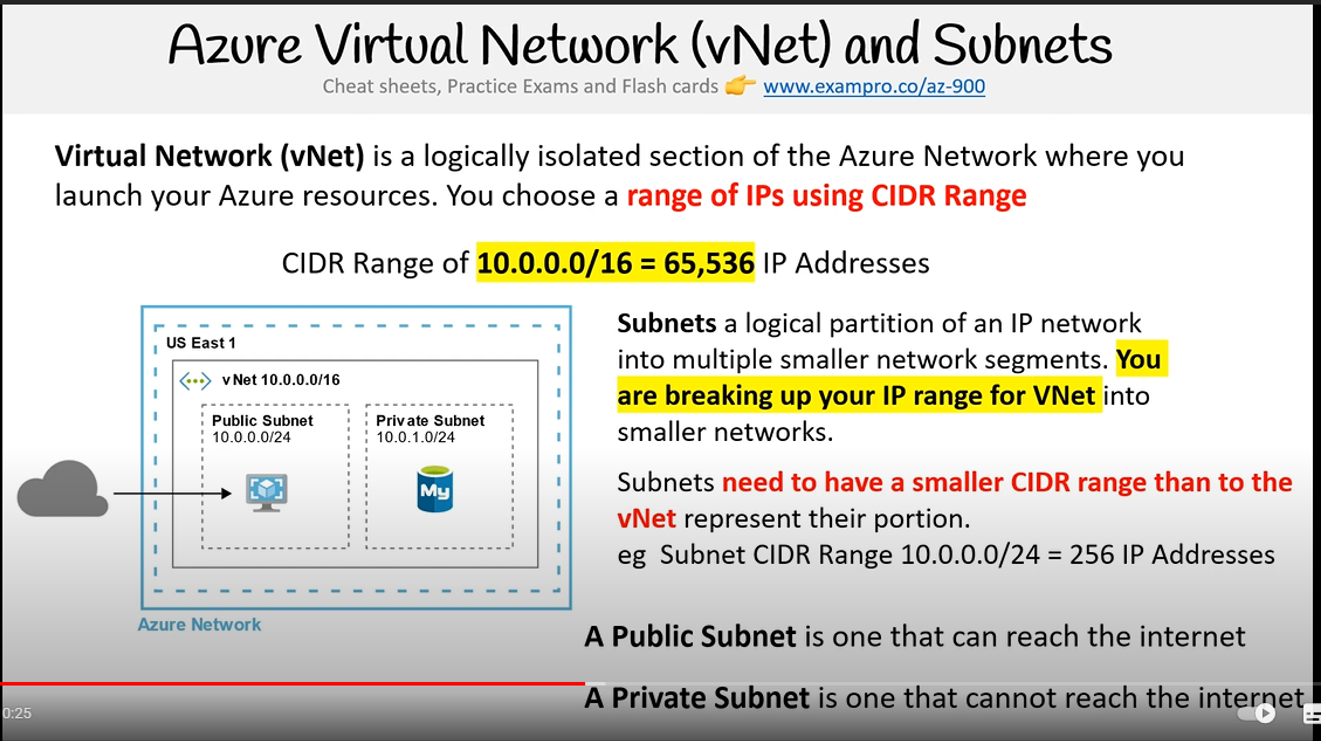 Azure Virtual Network (vNet) and Subnets
Cheat sheets, Practice Exams and Flash cards 👉 www.exampro.co/az-900
Virtual Network (vNet) is a logically isolated section of the Azure Network where you
launch your Azure resources. You choose a range of IPs using CIDR Range
CIDR Range of 10.0.0.0/16 = 65,536 IP Addresses
US East 1
vNet 10.0.0.0/16
Public Subnet
10.0.0.0/24
Private Subnet
10.0.1.0/24
My
Azure Network
Subnets a logical partition of an IP network
into multiple smaller network segments. You
are breaking up your IP range for VNet into
smaller networks.
Subnets need to have a smaller CIDR range than to the
vNet represent their portion.
eg Subnet CIDR Range 10.0.0.0/24 = 256 IP Addresses
A Public Subnet is one that can reach the internet
A Private Subnet is one that cannot reach the internet
0:25